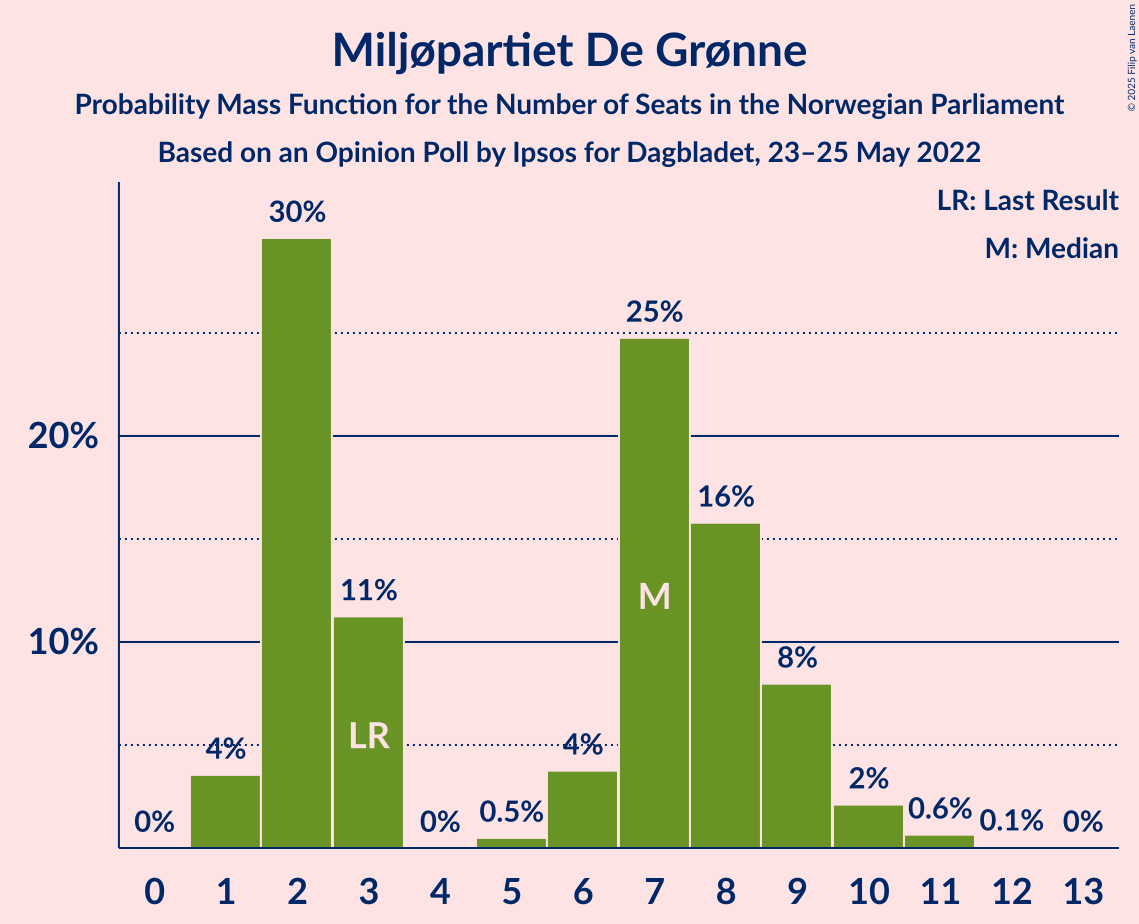 Miljøpartiet De Grønne
Probability Mass Function for the Number of Seats in the Norwegian Parliament
Based on an Opinion Poll by Ipsos for Dagbladet, 23–25 May 2022
© 2025 Filip van Laenen
LR: Last Result
M: Median
30%
25%
20%
16%
M
11%
10%
8%
LR
4%
4%
2%
0%
0%
0.5%
0.6%
0.1%
0%
0 1 2 3 4 5 6 7 8 9 10 11 12 13